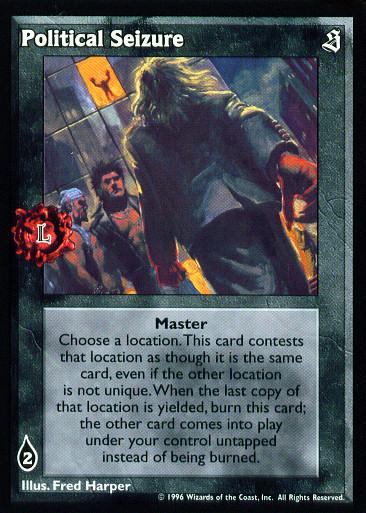 Political Seizure
L
Master
Choose a location. This card contests
that location as though it is the same
card, even if the other location
is not unique. When the last copy of
that location is yielded, burn this card;
the other card comes into play
under your control untapped
instead of being burned.
2
Illus. Fred Harper
© 1996 Wizards of the Coast, Inc. All Rights Reserved.